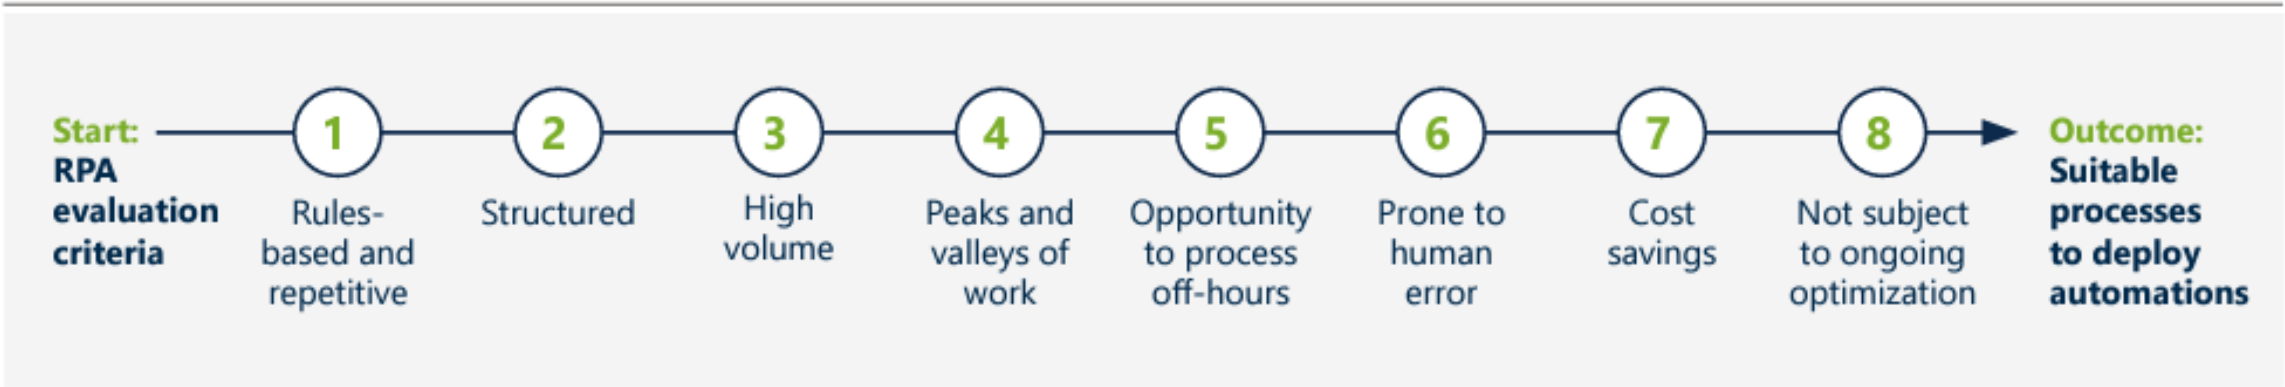 Start:
RPA
evaluation
criteria
1
Rules-
based and
repetitive
2
Structured
3
High
volume
4
Peaks and
valleys of
work
5
Opportunity
to process
off-hours
6
Prone to
human
error
7
Cost
savings
8
Not subject
to ongoing
optimization
Outcome:
Suitable
processes
to deploy
automations